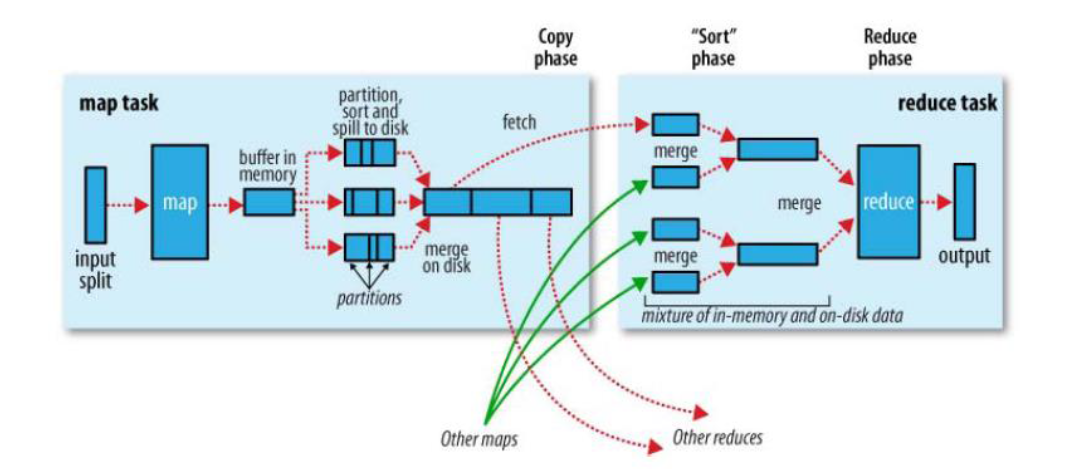 Copy
phase
"Sort"
phase
Reduce
phase
map task
partition,
sort and
spill to disk
fetch
reduce task
buffer in
memory
merge
map
merge
reduce
input
split
merge
on disk
merge
output
partitions
mixture of in-memory and on-disk data
Other maps
Other reduces